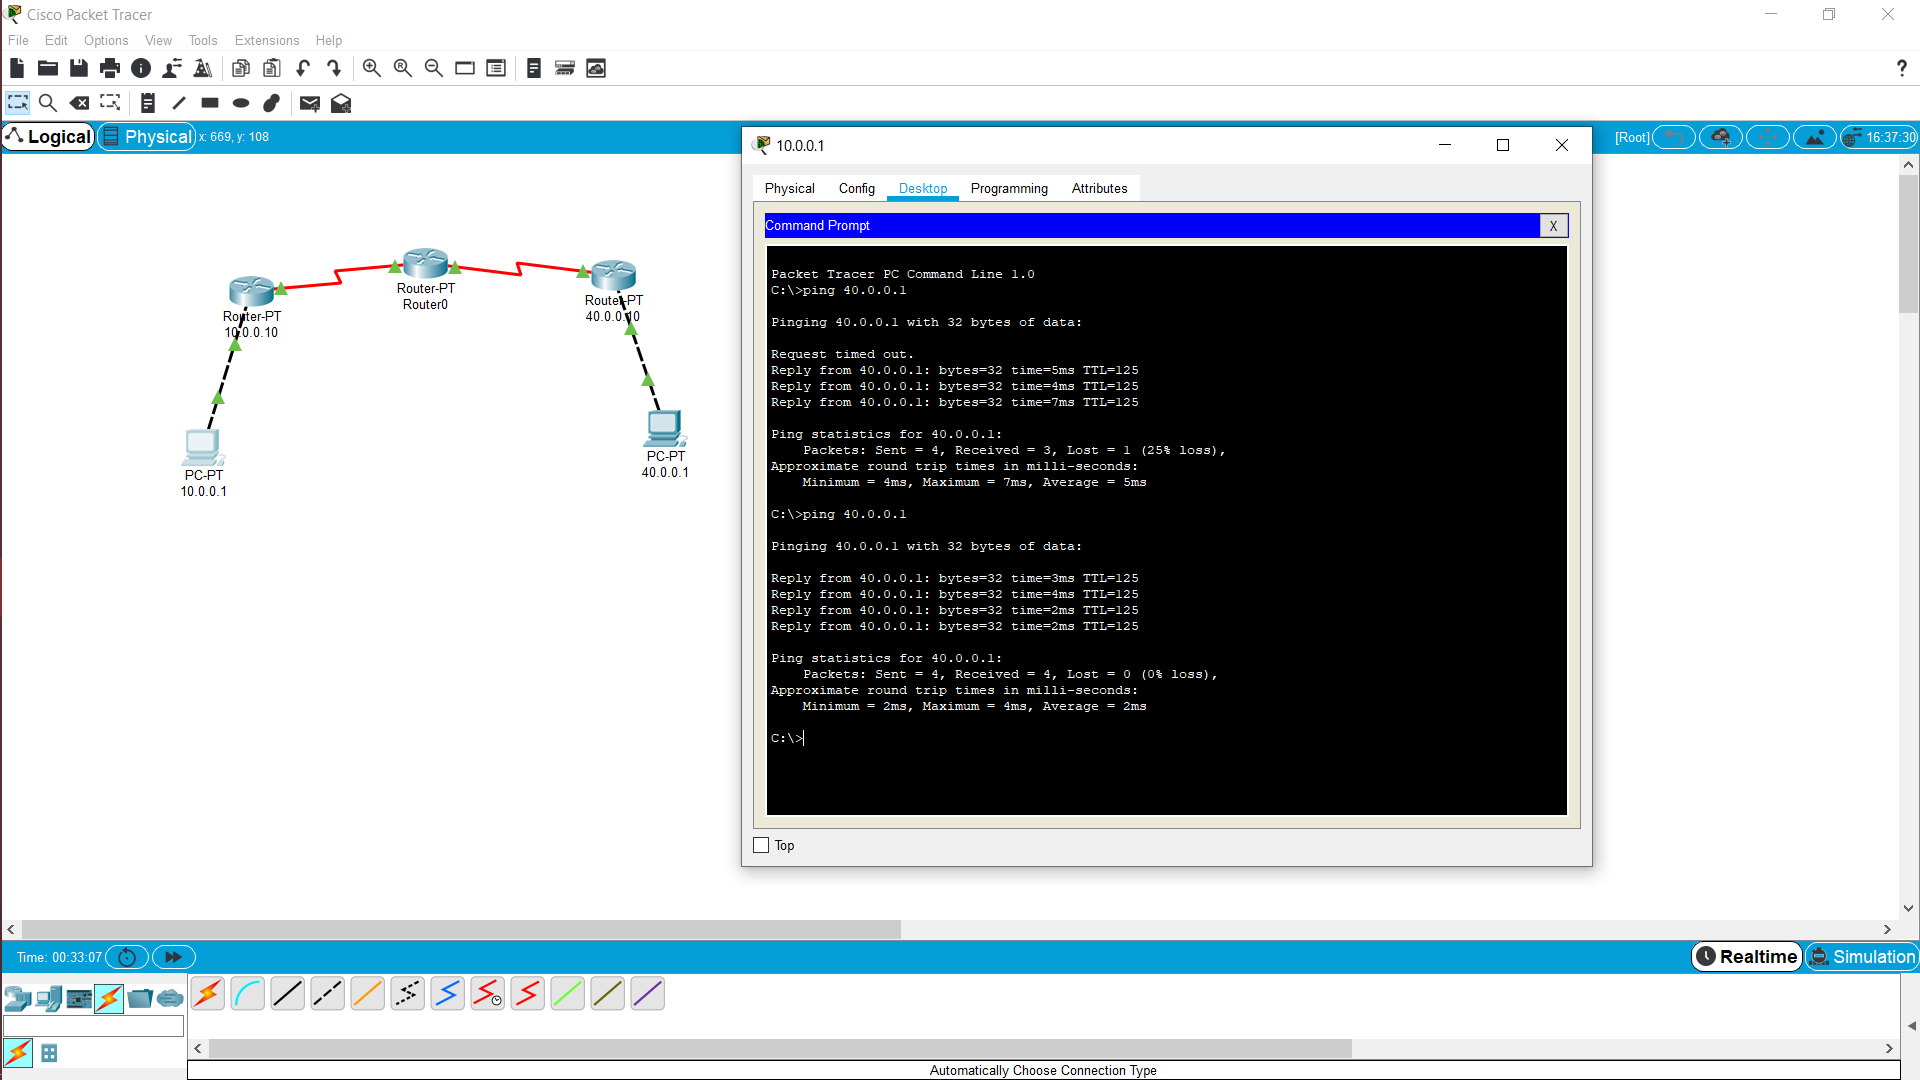 Cisco Packet Tracer
File Edit Options View Tools Extensions Help
Logical Physical x: 669, y: 108
[Root] 16:37:30
Router-PT
10.0.0.10
Router-PT
Router0
Router-PT
40.0.0.10
PC-PT
10.0.0.1
PC-PT
40.0.0.1
10.0.0.1
Physical Config Desktop Programming Attributes
Command Prompt X
Packet Tracer PC Command Line 1.0
C:\>ping 40.0.0.1
Pinging 40.0.0.1 with 32 bytes of data:
Request timed out.
Reply from 40.0.0.1: bytes=32 time=5ms TTL=125
Reply from 40.0.0.1: bytes=32 time=4ms TTL=125
Reply from 40.0.0.1: bytes=32 time=7ms TTL=125
Ping statistics for 40.0.0.1:
Packets: Sent = 4, Received = 3, Lost = 1 (25% loss),
Approximate round trip times in milli-seconds:
Minimum = 4ms, Maximum = 7ms, Average = 5ms
C:\>ping 40.0.0.1
Pinging 40.0.0.1 with 32 bytes of data:
Reply from 40.0.0.1: bytes=32 time=3ms TTL=125
Reply from 40.0.0.1: bytes=32 time=4ms TTL=125
Reply from 40.0.0.1: bytes=32 time=2ms TTL=125
Reply from 40.0.0.1: bytes=32 time=2ms TTL=125
Ping statistics for 40.0.0.1:
Packets: Sent = 4, Received = 4, Lost = 0 (0% loss),
Approximate round trip times in milli-seconds:
Minimum = 2ms, Maximum = 4ms, Average = 2ms
C:\>
Top
Time: 00:33:07
Realtime Simulation
Automatically Choose Connection Type